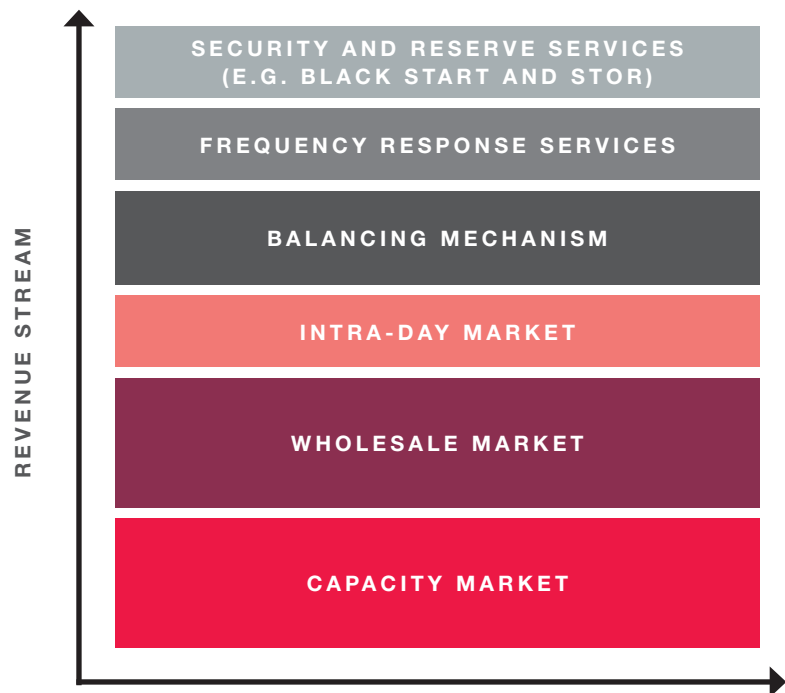 SECURITY AND RESERVE SERVICES
(E.G. BLACK START AND STOR)
FREQUENCY RESPONSE SERVICES
BALANCING MECHANISM
INTRA-DAY MARKET
WHOLESALE MARKET
CAPACITY MARKET
REVENUE STREAM